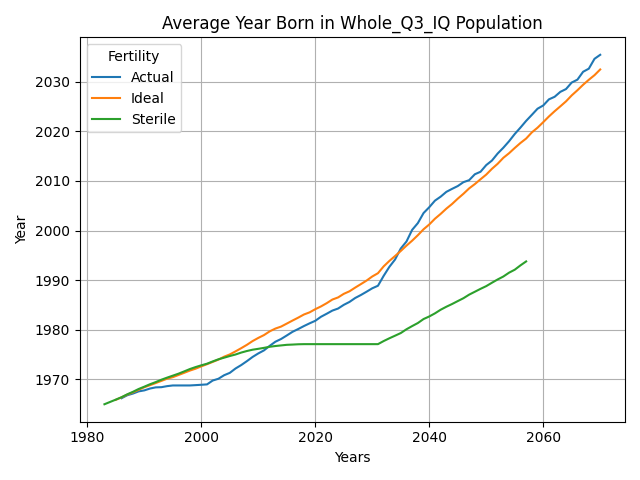 Average Year Born in Whole_Q3_IQ Population
Fertility
Actual
Ideal
Sterile
Year
2030
2020
2010
2000
1990
1980
1970
1980 2000 2020 2040 2060
Years